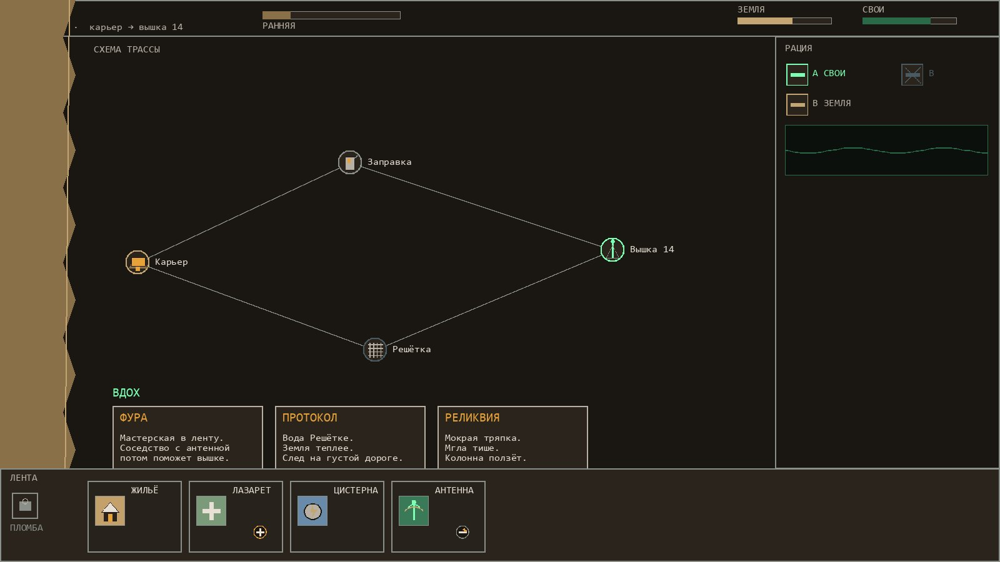 · карьер → вышка 14
РАННЯЯ
ЗЕМЛЯ
СВОИ
СХЕМА ТРАССЫ
РАЦИЯ
А СВОИ
В
В ЗЕМЛЯ
Заправка
Вышка 14
Карьер
Решётка
ВДОХ
ФУРА
Мастерская в ленту.
Соседство с антенной
потом поможет вышке.
ПРОТОКОЛ
Вода Решётке.
Земля теплее.
След на густой дороге.
РЕЛИКВИЯ
Мокрая тряпка.
Мгла тише.
Колонна ползёт.
ЛЕНТА
ПЛОМБА
ЖИЛЬЁ
ЛАЗАРЕТ
ЦИСТЕРНА
АНТЕННА